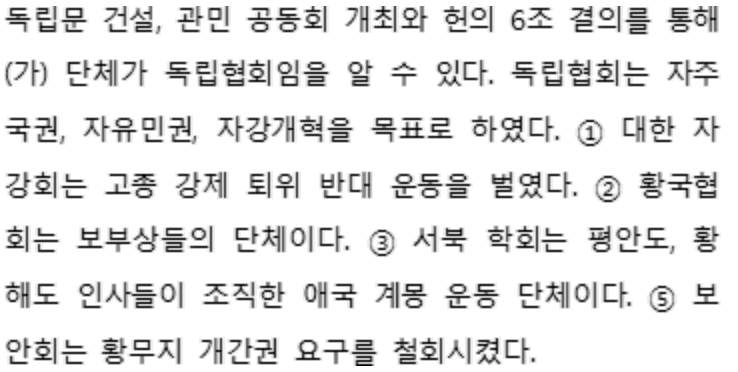 독립문 건설, 관민 공동회 개최와 헌의 6조 결의를 통해
(가) 단체가 독립협회임을 알 수 있다. 독립협회는 자주
국권, 자유민권, 자강개혁을 목표로 하였다. ① 대한 자
강회는 고종 강제 퇴위 반대 운동을 벌였다. ② 황국협
회는 보부상들의 단체이다. ③ 서북 학회는 평안도, 황
해도 인사들이 조직한 애국 계몽 운동 단체이다. ⑤ 보
안회는 황무지 개간권 요구를 철회시켰다.